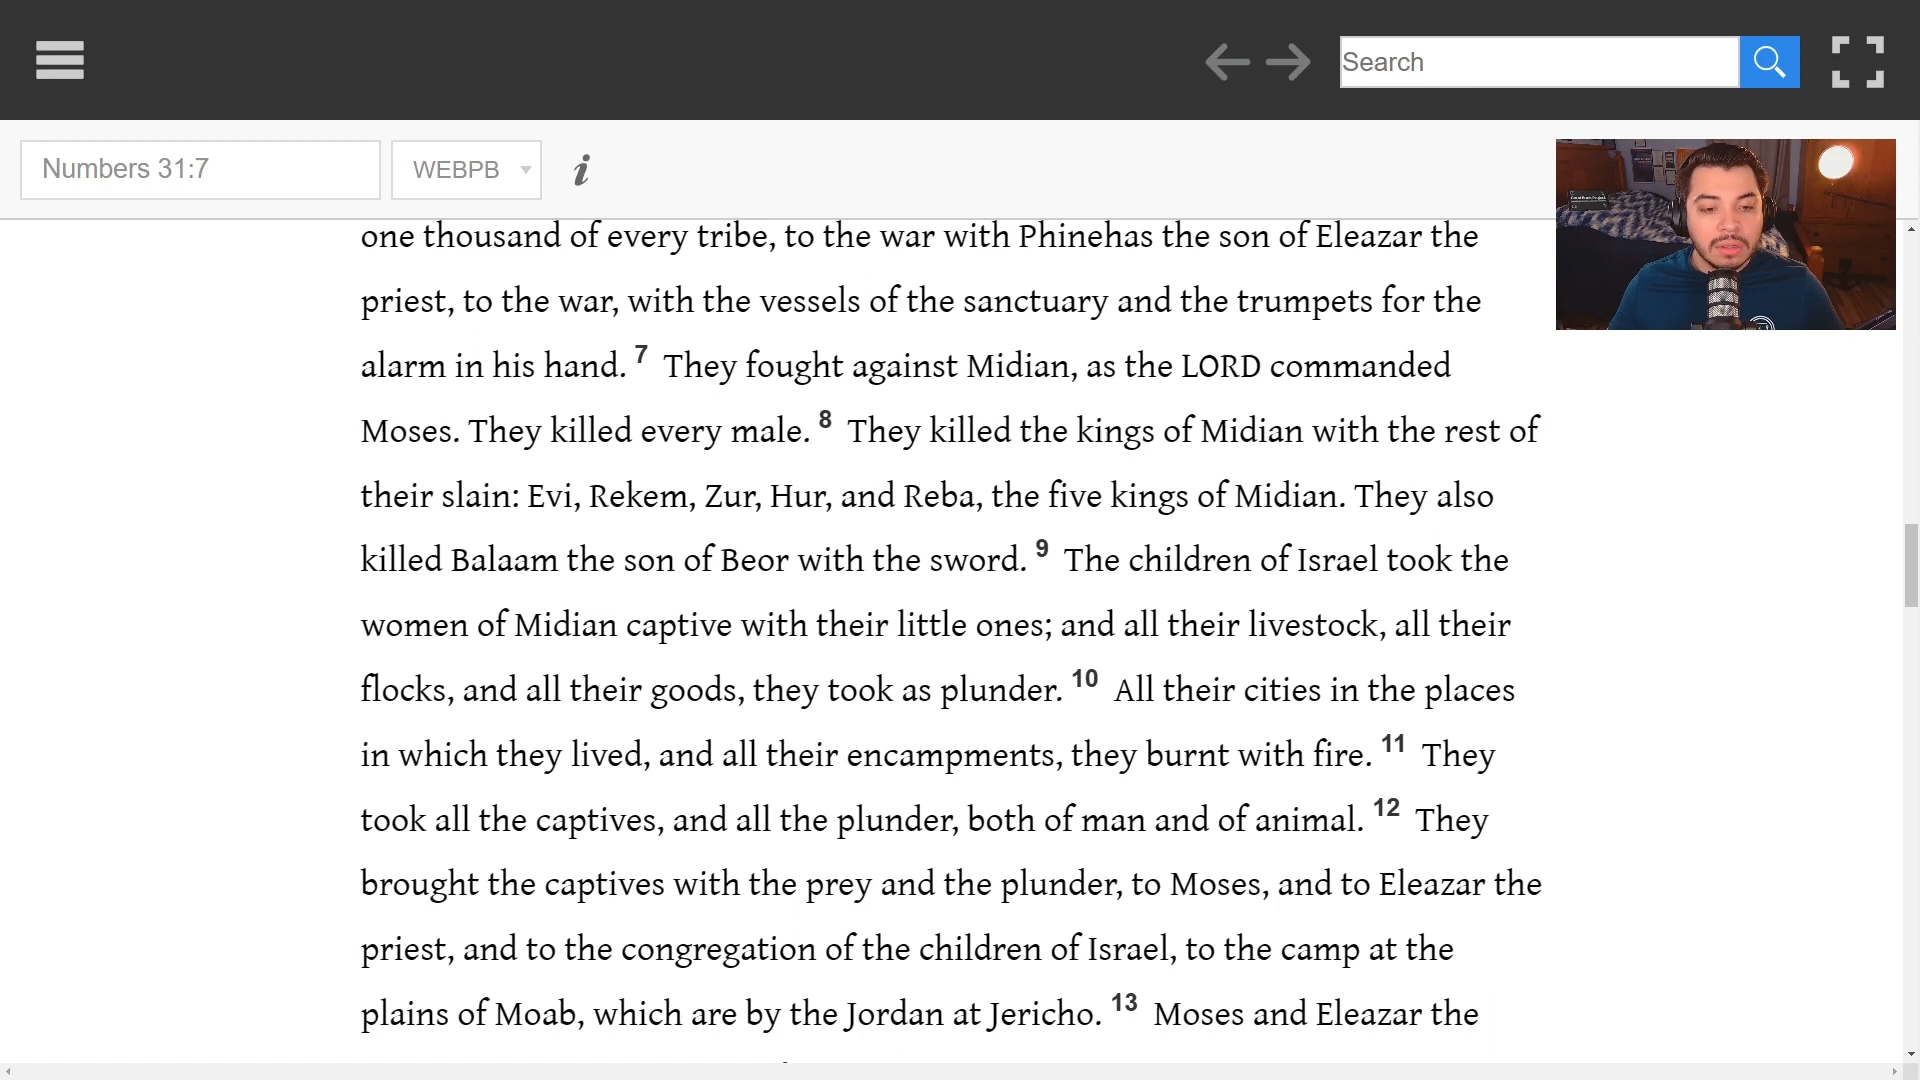 Search
Numbers 31:7
WEBPB
i
one thousand of every tribe, to the war with Phinehas the son of Eleazar the
priest, to the war, with the vessels of the sanctuary and the trumpets for the
alarm in his hand. 7 They fought against Midian, as the LORD commanded
Moses. They killed every male. 8 They killed the kings of Midian with the rest of
their slain: Evi, Rekem, Zur, Hur, and Reba, the five kings of Midian. They also
killed Balaam the son of Beor with the sword. 9 The children of Israel took the
women of Midian captive with their little ones; and all their livestock, all their
flocks, and all their goods, they took as plunder. 10 All their cities in the places
in which they lived, and all their encampments, they burnt with fire. 11 They
took all the captives, and all the plunder, both of man and of animal. 12 They
brought the captives with the prey and the plunder, to Moses, and to Eleazar the
priest, and to the congregation of the children of Israel, to the camp at the
plains of Moab, which are by the Jordan at Jericho. 13 Moses and Eleazar the